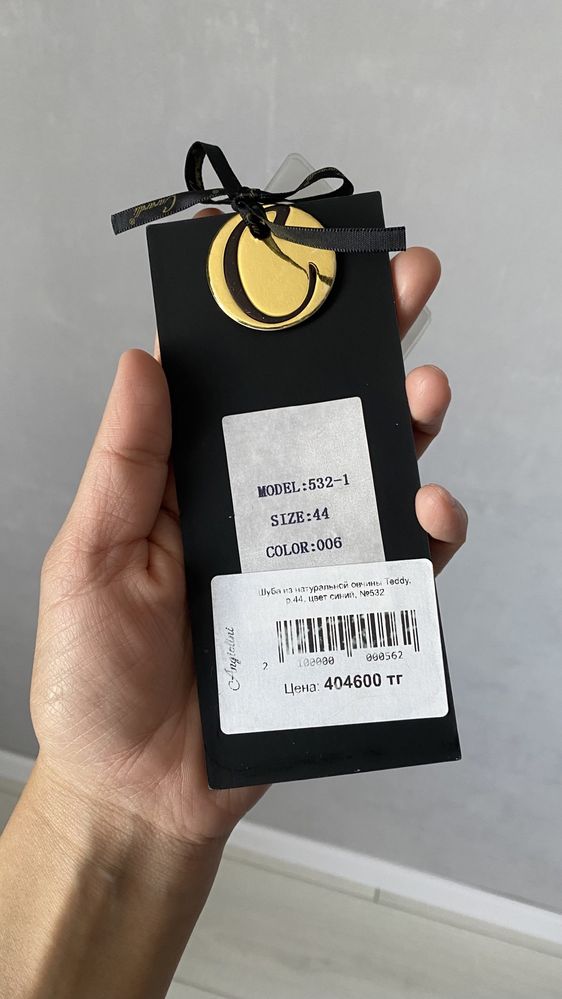 MODEL:532-1
SIZE:44
COLOR:006
Шуба из натуральной овчины Teddy,
р.44, цвет синий, №532
Angiolini
2 100000 000562
Цена: 404600 тг